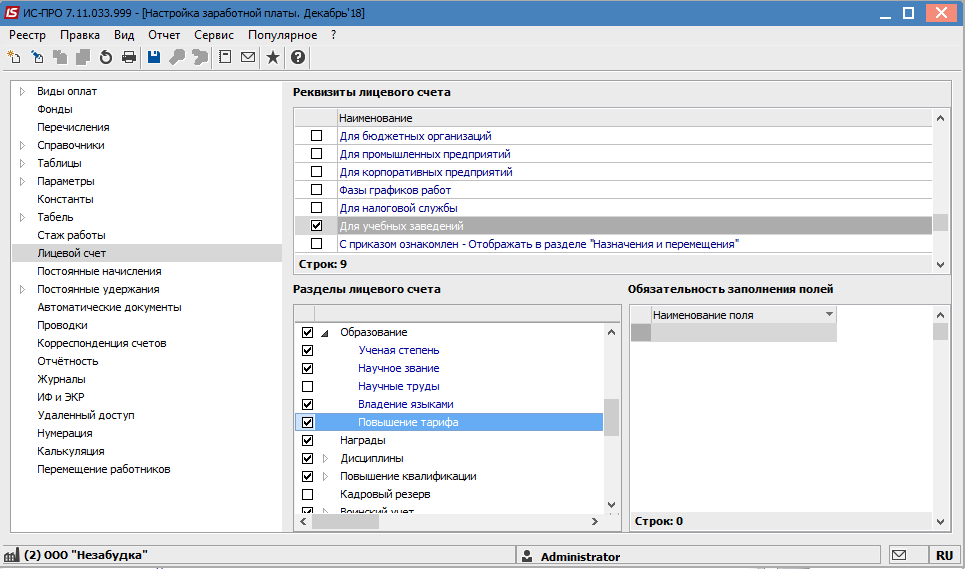 ИС-ПРО 7.11.033.999 - [Настройка заработной платы. Декабрь'18]
Реестр Правка Вид Отчет Сервис Популярное ?
Виды оплат
Фонды
Перечисления
Справочники
Таблицы
Параметры
Константы
Табель
Стаж работы
Лицевой счет
Постоянные начисления
Постоянные удержания
Автоматические документы
Проводки
Корреспонденция счетов
Отчётность
Журналы
ИФ и ЭКР
Удаленный доступ
Нумерация
Калькуляция
Перемещение работников
Реквизиты лицевого счета
Наименование
Для бюджетных организаций
Для промышленных предприятий
Для корпоративных предприятий
Фазы графиков работ
Для налоговой службы
Для учебных заведений
С приказом ознакомлен - Отображать в разделе "Назначения и перемещения"
Строк: 9
Разделы лицевого счета
Образование
Ученая степень
Научное звание
Научные труды
Владение языками
Повышение тарифа
Награды
Дисциплины
Повышение квалификации
Кадровый резерв
Воинский учет
Обязательность заполнения полей
Наименование поля
Строк: 0
(2) ООО "Незабудка"
Administrator
RU